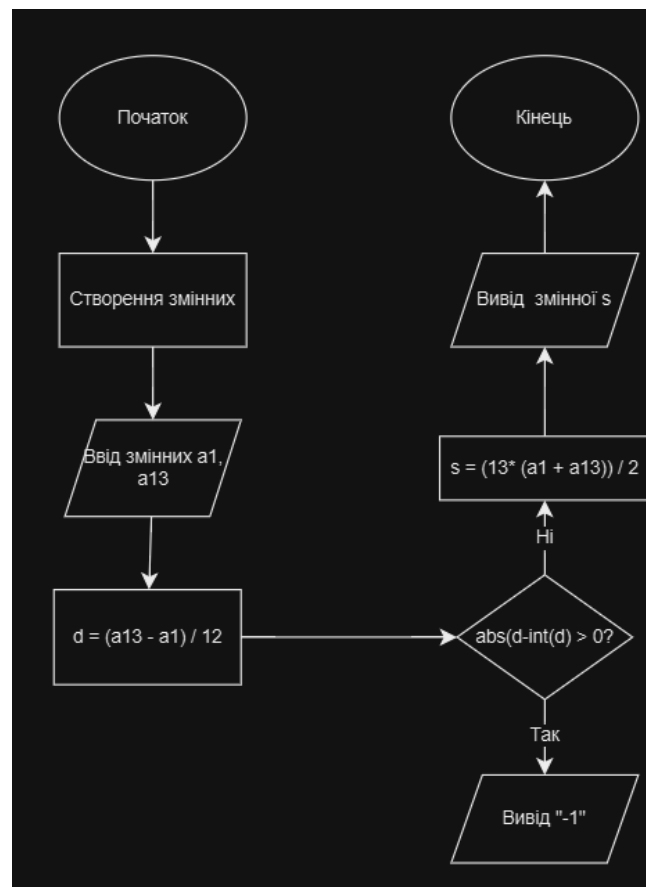 Початок
Створення змінних
Ввід змінних a1,
a13
d = (a13 - a1) / 12
abs(d-int(d) > 0?
Ні
s = (13* (a1 + a13)) / 2
Вивід змінної s
Кінець
Так
Вивід "-1"